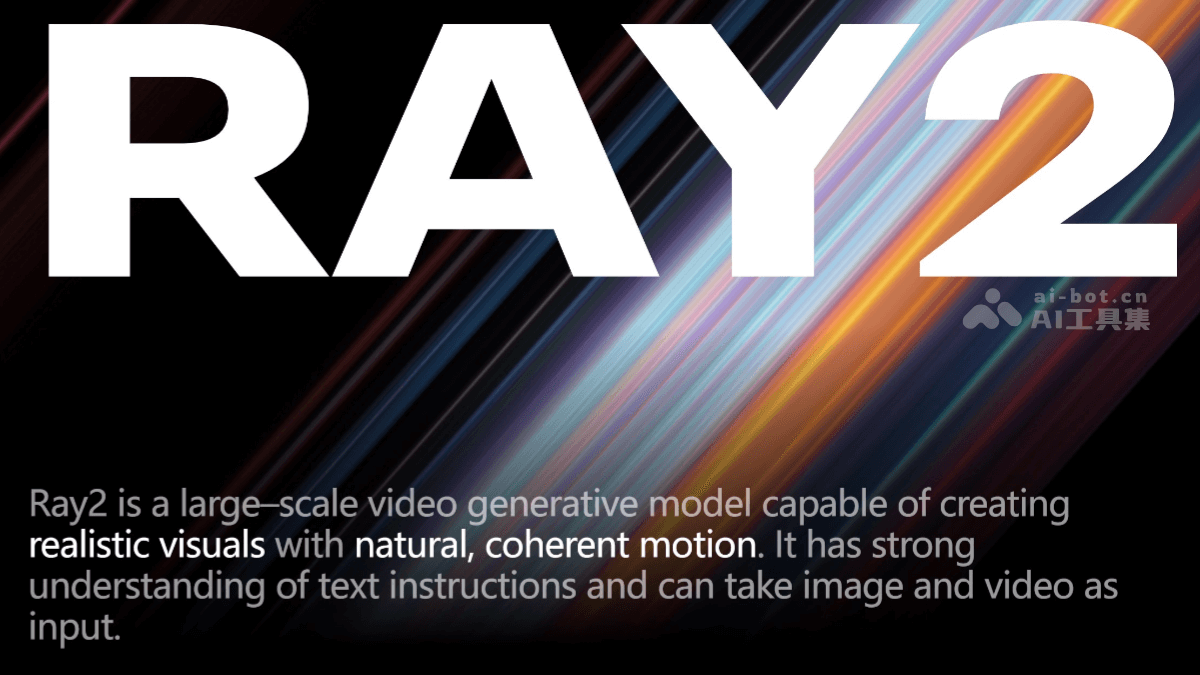 RAY2
ai-bot.cn
AI工具集
Ray2 is a large–scale video generative model capable of creating
realistic visuals with natural, coherent motion. It has strong
understanding of text instructions and can take image and video as
input.